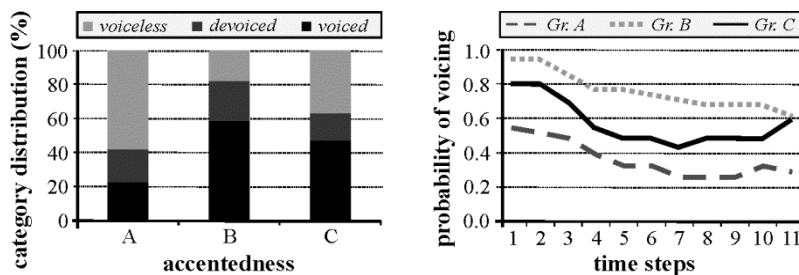 voiceless devoiced voiced
category distribution (%)
100
80
60
40
20
0
A B C
accentedness
Gr. A Gr. B Gr. C
probability of voicing
1.0
0.8
0.6
0.4
0.2
0.0
1 2 3 4 5 6 7 8 9 10 11
time steps